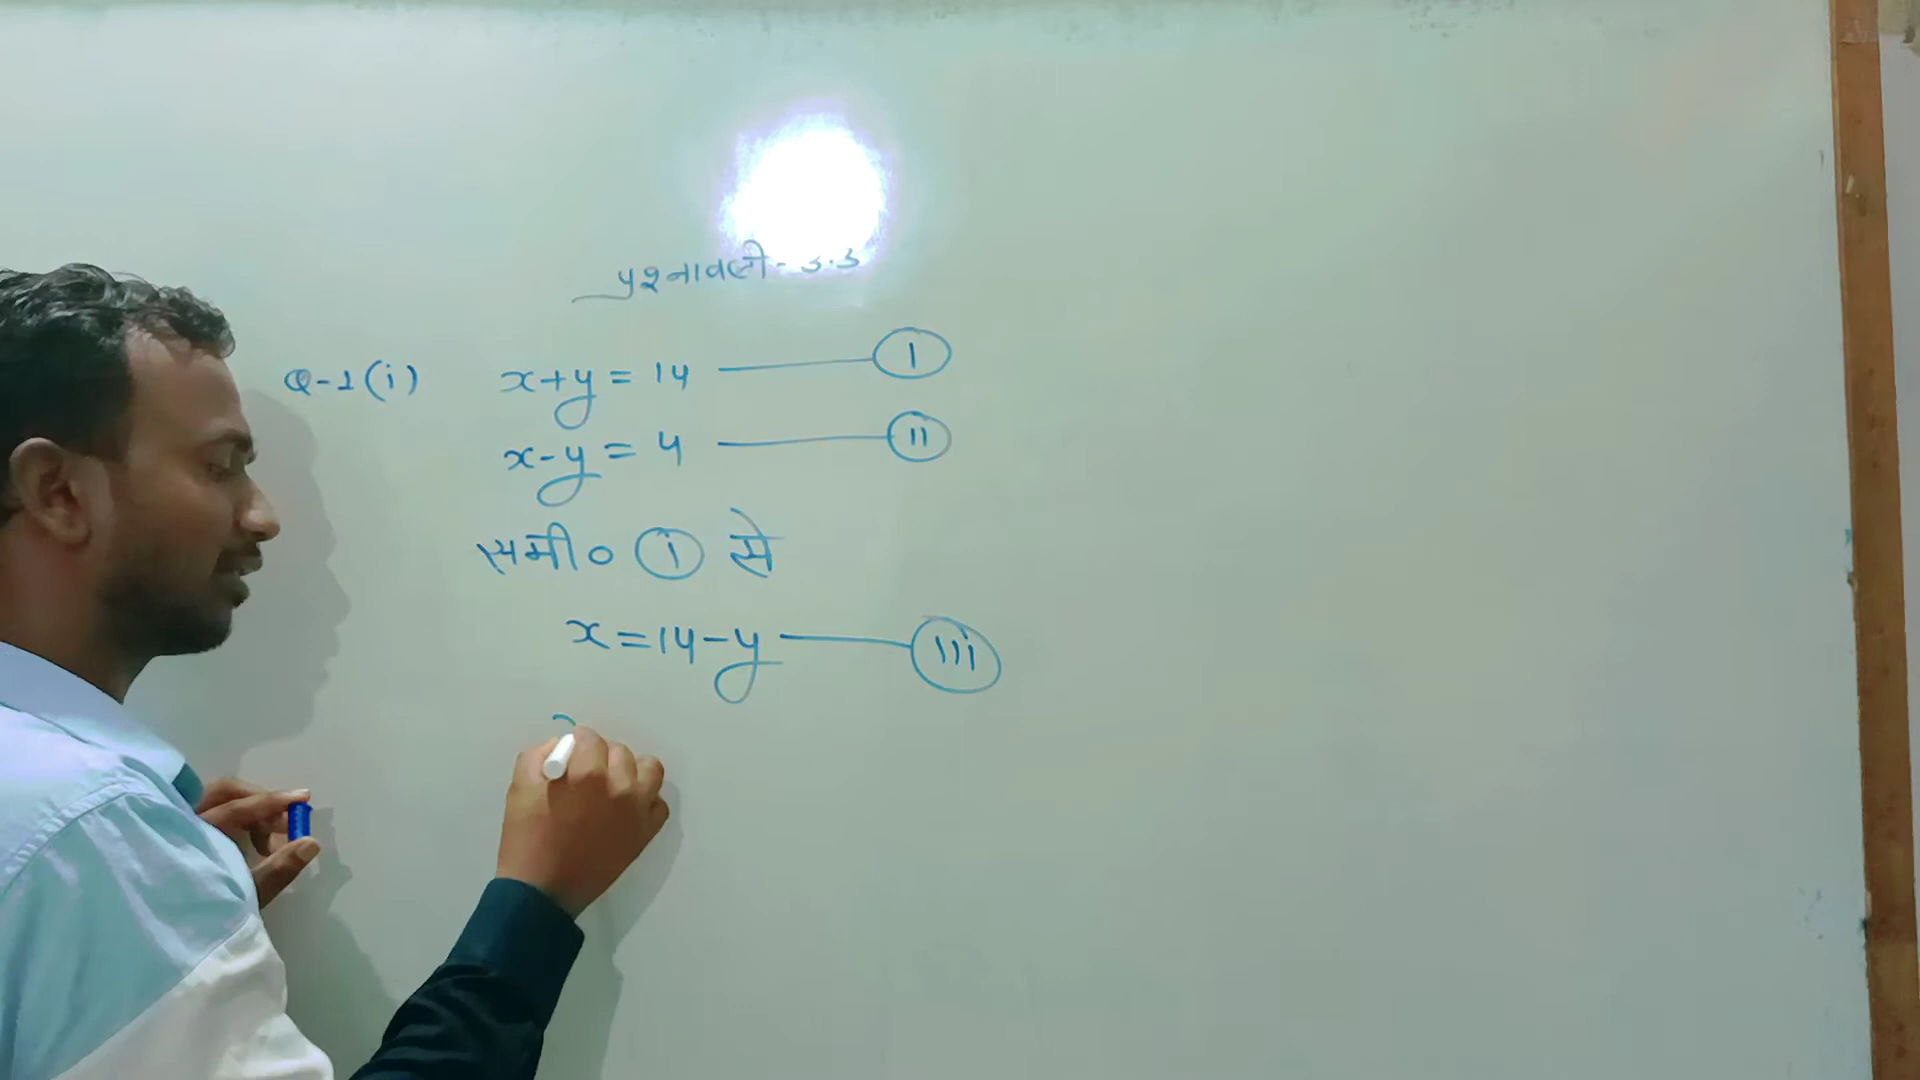 प्रश्नावली - 3.3
Q-1(i) x+y = 14 — (I)
x-y = 4 — (II)
समी० (i) से
x=14-y — (iii)